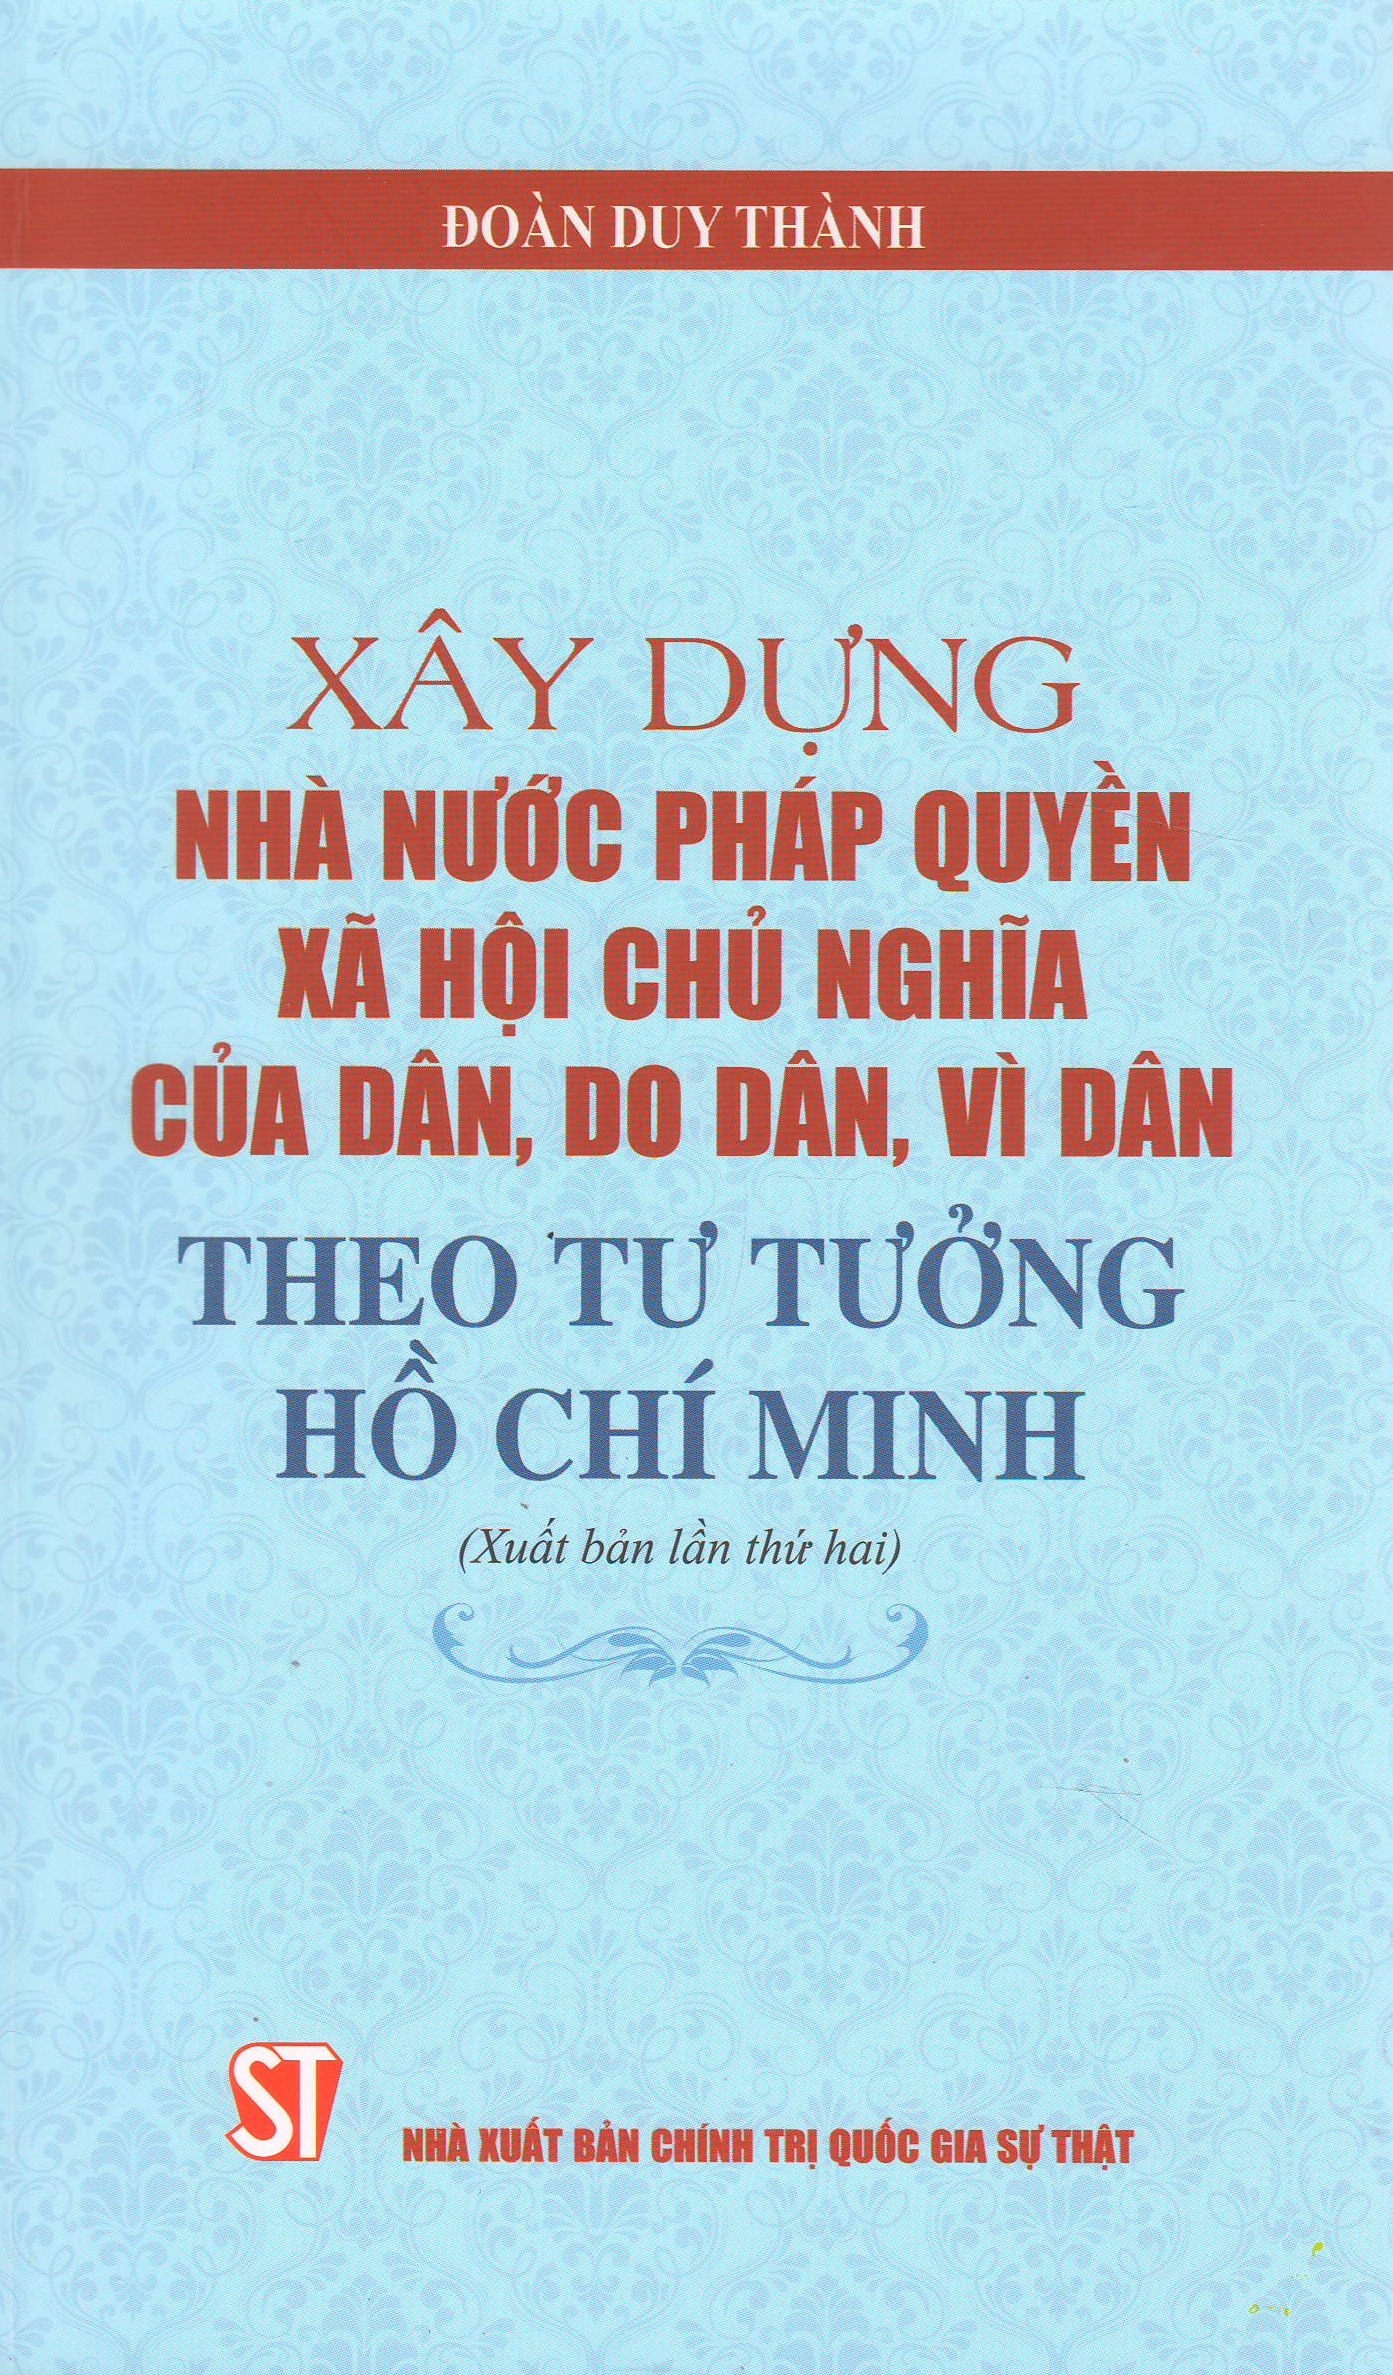 ĐOÀN DUY THÀNH
XÂY DỰNG
NHÀ NƯỚC PHÁP QUYỀN
XÃ HỘI CHỦ NGHĨA
CỦA DÂN, DO DÂN, VÌ DÂN
THEO TƯ TƯỞNG
HỒ CHÍ MINH
(Xuất bản lần thứ hai)
ST
NHÀ XUẤT BẢN CHÍNH TRỊ QUỐC GIA SỰ THẬT